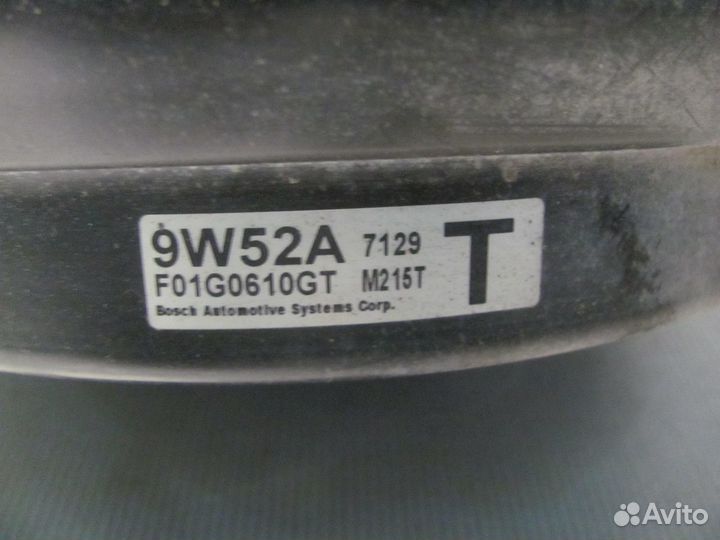 9W52A 7129 T
F01G0610GT M215T
Bosch Automotive Systems Corp.
Avito